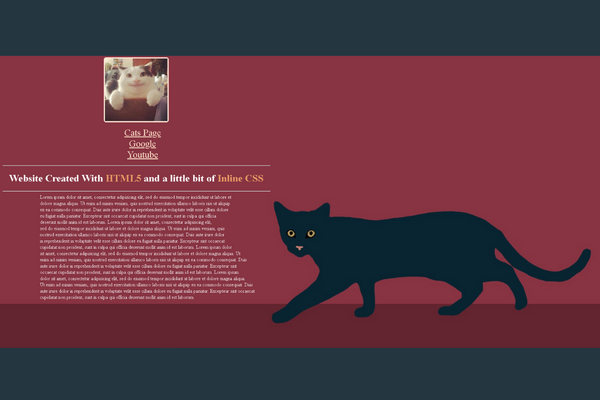 Cats Page
Google
Youtube
Website Created With HTML5 and a little bit of Inline CSS
Lorem ipsum dolor sit amet, consectetur adipisicing elit, sed do eiusmod tempor incididunt ut labore et
dolore magna aliqua. Ut enim ad minim veniam, quis nostrud exercitation ullamco laboris nisi ut aliquip
ex ea commodo consequat. Duis aute irure dolor in reprehenderit in voluptate velit esse cillum dolore
eu fugiat nulla pariatur. Excepteur sint occaecat cupidatat non proident, sunt in culpa qui officia
deserunt mollit anim id est laborum. Lorem ipsum dolor sit amet, consectetur adipisicing elit,
sed do eiusmod tempor incididunt ut labore et dolore magna aliqua. Ut enim ad minim veniam, quis
nostrud exercitation ullamco laboris nisi ut aliquip ex ea commodo consequat. Duis aute irure dolor
in reprehenderit in voluptate velit esse cillum dolore eu fugiat nulla pariatur. Excepteur sint occaecat
cupidatat non proident, sunt in culpa qui officia deserunt mollit anim id est laborum. Lorem ipsum dolor
sit amet, consectetur adipisicing elit, sed do eiusmod tempor incididunt ut labore et dolore magna aliqua. Ut
enim ad minim veniam, quis nostrud exercitation ullamco laboris nisi ut aliquip ex ea commodo consequat. Duis
aute irure dolor in reprehenderit in voluptate velit esse cillum dolore eu fugiat nulla pariatur. Excepteur sint
occaecat cupidatat non proident, sunt in culpa qui officia deserunt mollit anim id est laborum. Lorem ipsum
dolor sit amet, consectetur adipisicing elit, sed do eiusmod tempor incididunt ut labore et dolore magna aliqua.
Ut enim ad minim veniam, quis nostrud exercitation ullamco laboris nisi ut aliquip ex ea commodo consequat.
Duis aute irure dolor in reprehenderit in voluptate velit esse cillum dolore eu fugiat nulla pariatur. Excepteur sint
occaecat cupidatat non proident, sunt in culpa qui officia deserunt mollit anim id est laborum.